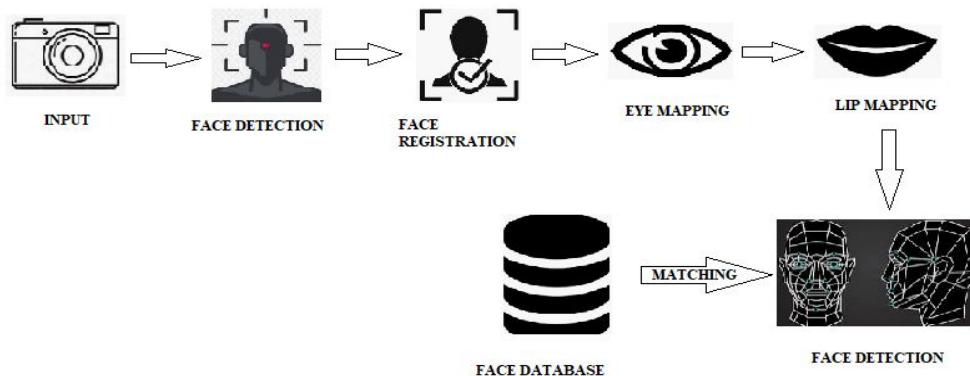 INPUT
FACE DETECTION
FACE
REGISTRATION
EYE MAPPING
LIP MAPPING
MATCHING
FACE DATABASE
FACE DETECTION